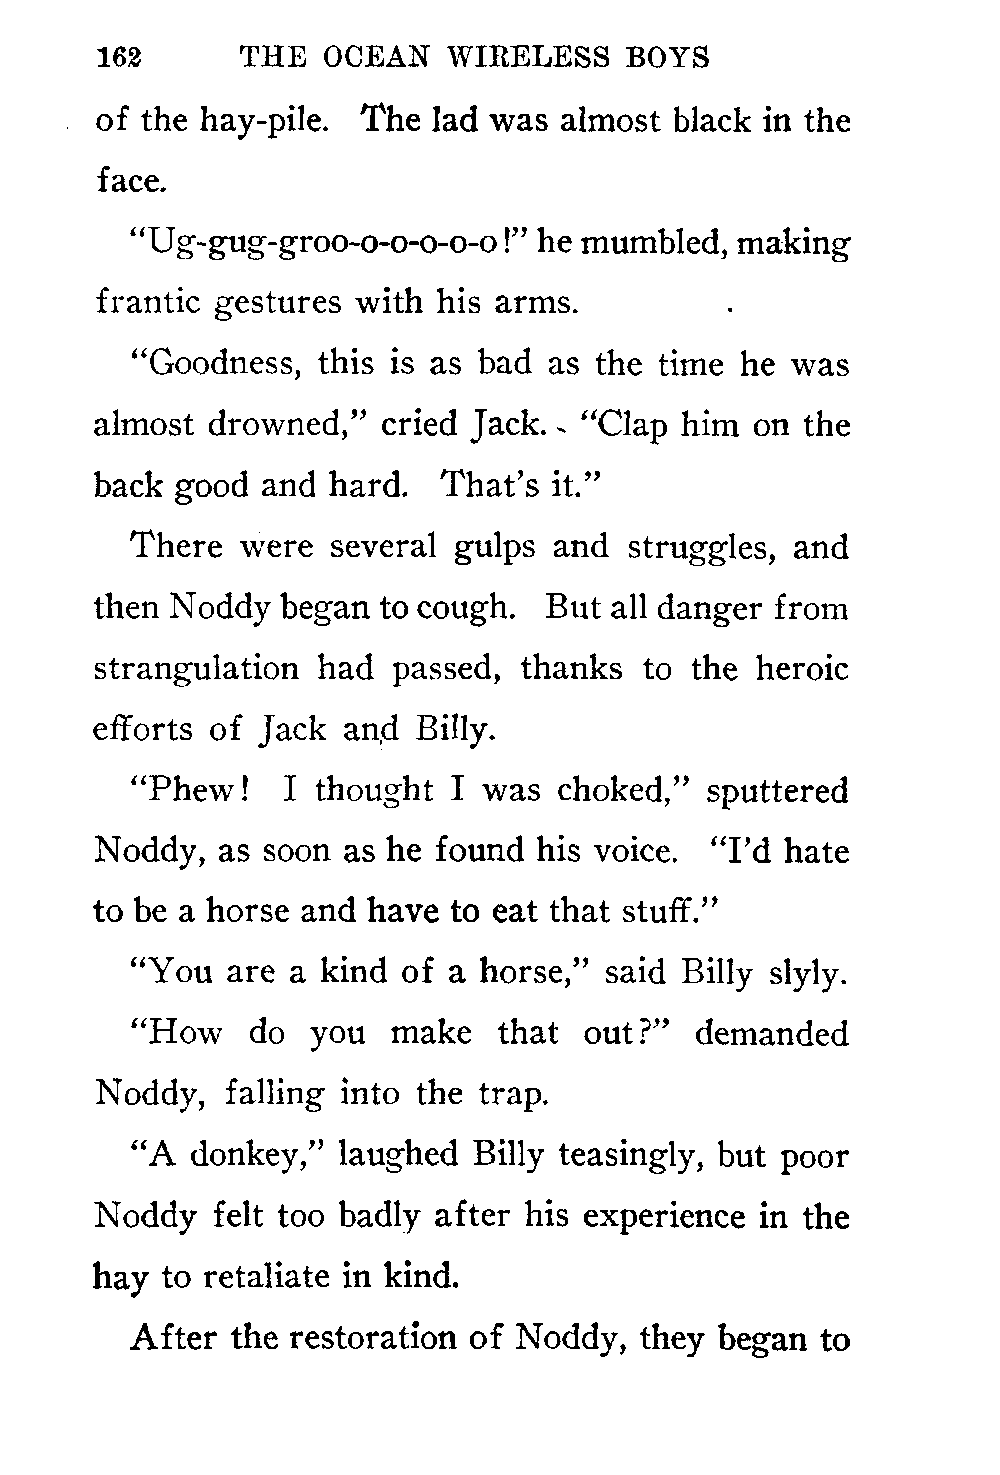 162 THE OCEAN WIRELESS BOYS
of the hay-pile. The lad was almost black in the
face.
“Ug-gug-groo-o-o-o-o-o!” he mumbled, making
frantic gestures with his arms.
“Goodness, this is as bad as the time he was
almost drowned,” cried Jack. “Clap him on the
back good and hard. That’s it.”
There were several gulps and struggles, and
then Noddy began to cough. But all danger from
strangulation had passed, thanks to the heroic
efforts of Jack and Billy.
“Phew! I thought I was choked,” sputtered
Noddy, as soon as he found his voice. “I’d hate
to be a horse and have to eat that stuff.”
“You are a kind of a horse,” said Billy slyly.
“How do you make that out?” demanded
Noddy, falling into the trap.
“A donkey,” laughed Billy teasingly, but poor
Noddy felt too badly after his experience in the
hay to retaliate in kind.
After the restoration of Noddy, they began to